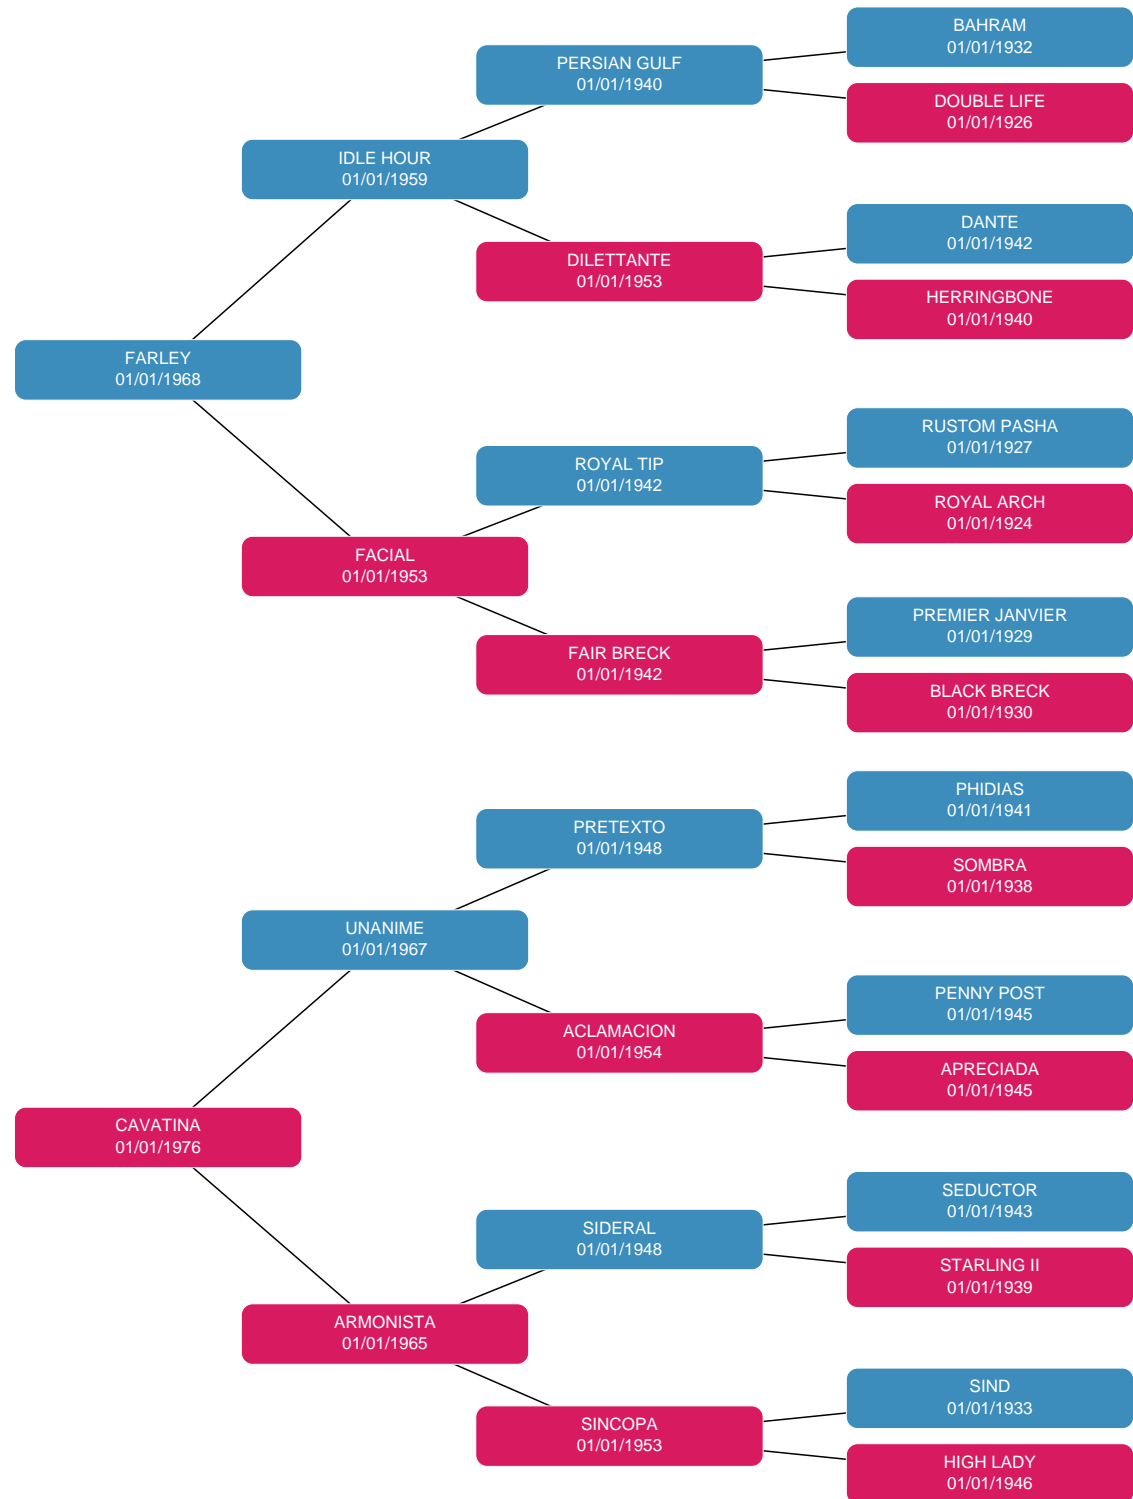 BAHRAM
01/01/1932
PERSIAN GULF
01/01/1940
DOUBLE LIFE
01/01/1926
IDLE HOUR
01/01/1959
DANTE
01/01/1942
DILETTANTE
01/01/1953
HERRINGBONE
01/01/1940
FARLEY
01/01/1968
RUSTOM PASHA
01/01/1927
ROYAL TIP
01/01/1942
ROYAL ARCH
01/01/1924
FACIAL
01/01/1953
PREMIER JANVIER
01/01/1929
FAIR BRECK
01/01/1942
BLACK BRECK
01/01/1930
PHIDIAS
01/01/1941
PRETEXTO
01/01/1948
SOMBRA
01/01/1938
UNANIME
01/01/1967
PENNY POST
01/01/1945
ACLAMACION
01/01/1954
APRECIADA
01/01/1945
CAVATINA
01/01/1976
SEDUCTOR
01/01/1943
SIDERAL
01/01/1948
STARLING II
01/01/1939
ARMONISTA
01/01/1965
SIND
01/01/1933
SINCOPA
01/01/1953
HIGH LADY
01/01/1946